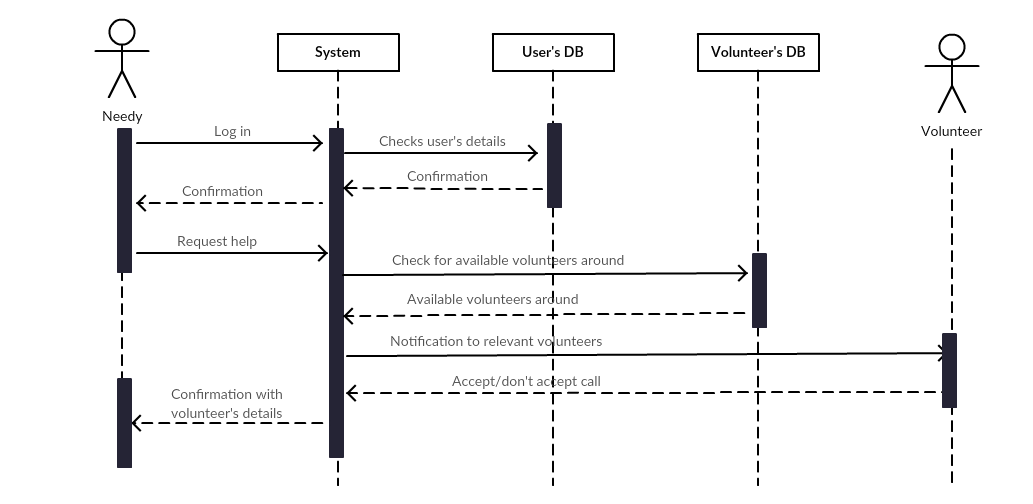 System
User's DB
Volunteer's DB
Needy
Volunteer
Log in
Checks user's details
Confirmation
Confirmation
Request help
Check for available volunteers around
Available volunteers around
Notification to relevant volunteers
Accept/don't accept call
Confirmation with
volunteer's details